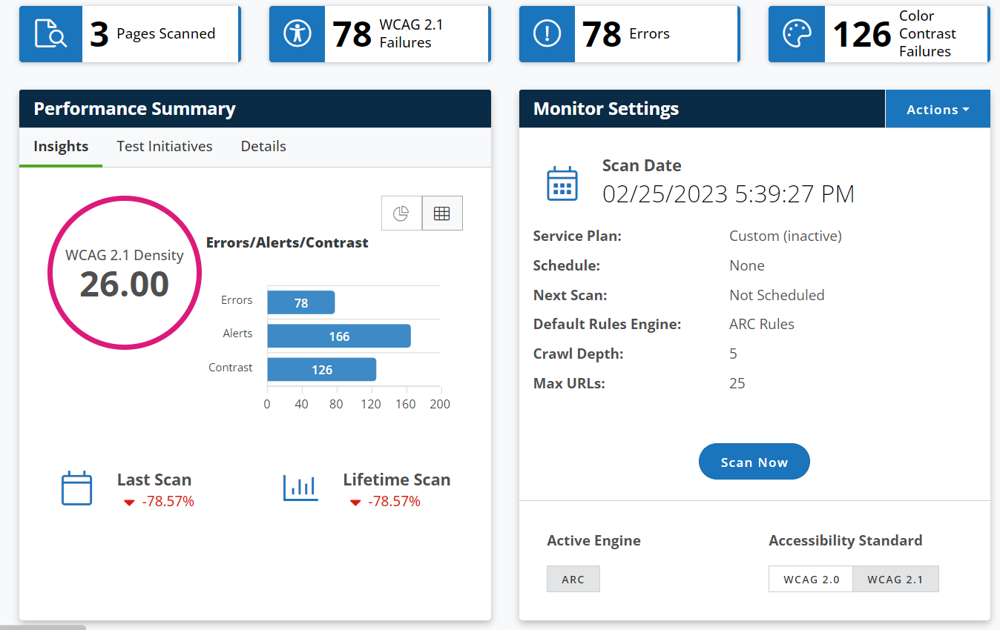 3 Pages Scanned
78 WCAG 2.1
Failures
78 Errors
126 Color
Contrast
Failures
Performance Summary
Insights Test Initiatives Details
WCAG 2.1 Density
26.00
Errors/Alerts/Contrast
Errors 78
Alerts 166
Contrast 126
0 40 80 120 160 200
Last Scan
-78.57%
Lifetime Scan
-78.57%
Monitor Settings
Actions
Scan Date
02/25/2023 5:39:27 PM
Service Plan: Custom (inactive)
Schedule: None
Next Scan: Not Scheduled
Default Rules Engine: ARC Rules
Crawl Depth: 5
Max URLs: 25
Scan Now
Active Engine
ARC
Accessibility Standard
WCAG 2.0 WCAG 2.1